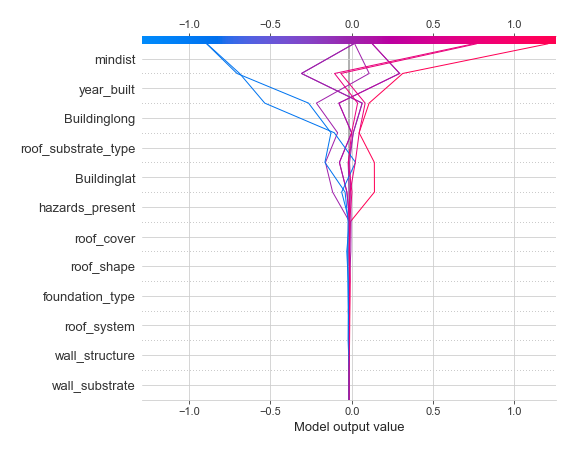 −1.0 −0.5 0.0 0.5 1.0
mindist
year_built
Buildinglong
roof_substrate_type
Buildinglat
hazards_present
roof_cover
roof_shape
foundation_type
roof_system
wall_structure
wall_substrate
−1.0 −0.5 0.0 0.5 1.0
Model output value